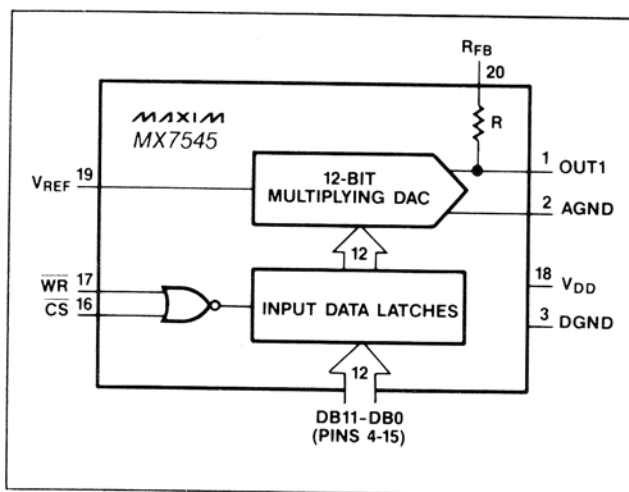 RFB
20
MAXIM
MX7545
R
VREF 19
12-BIT
MULTIPLYING DAC
1 OUT1
2 AGND
12
18 VDD
WR 17
CS 16
INPUT DATA LATCHES
3 DGND
12
DB11-DB0
(PINS 4-15)